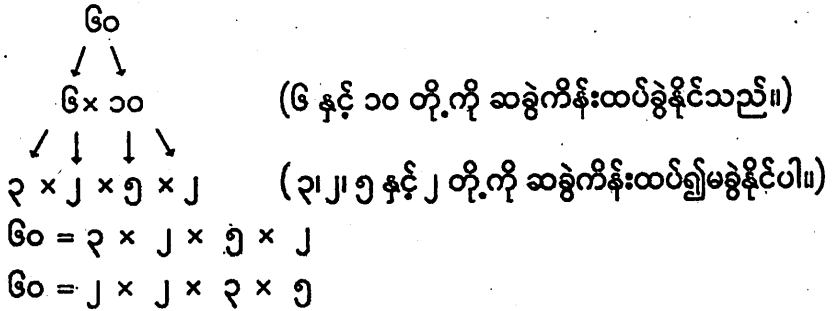 ၆၀
၆ × ၁၀ (၆ နှင့် ၁၀ တို့ကို ဆခွဲကိန်းထပ်ခွဲနိုင်သည်။)
၃ × ၂ × ၅ × ၂ (၃၊ ၂၊ ၅ နှင့် ၂ တို့ကို ဆခွဲကိန်းထပ်၍မခွဲနိုင်ပါ။)
၆၀ = ၃ × ၂ × ၅ × ၂
၆၀ = ၂ × ၂ × ၃ × ၅